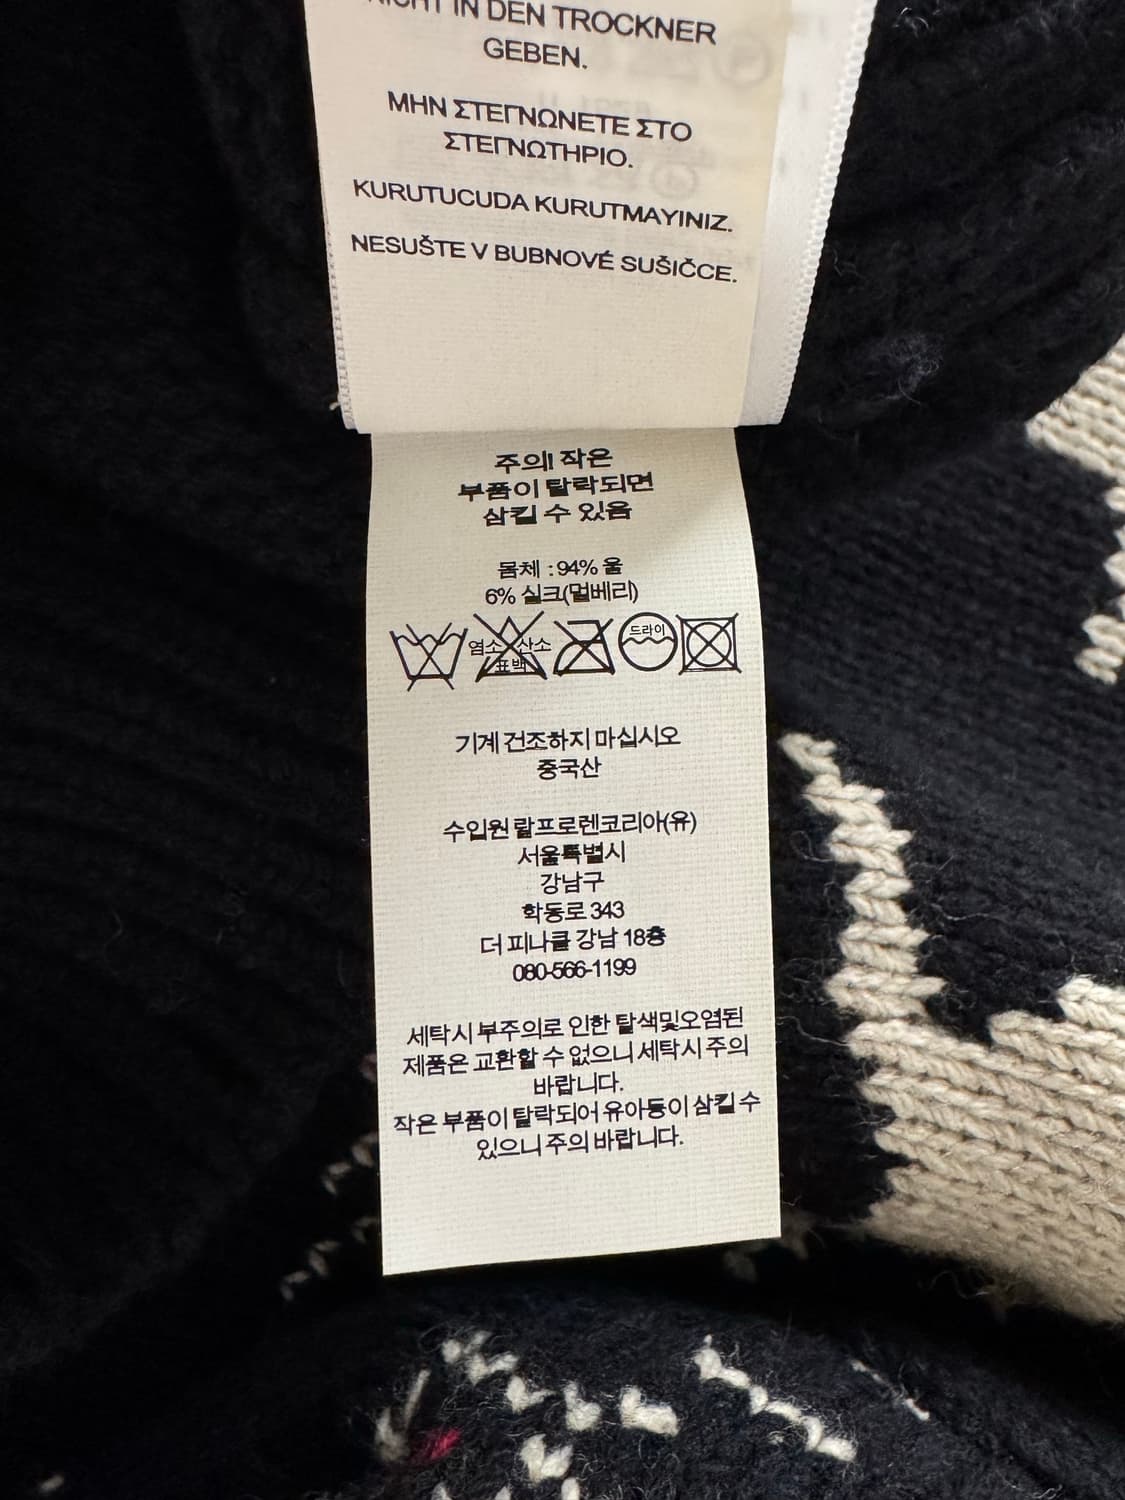 NICHT IN DEN TROCKNER
GEBEN.
ΜΗΝ ΣΤΕΓΝΩΝΕΤΕ ΣΤΟ
ΣΤΕΓΝΩΤΗΡΙΟ.
KURUTUCUDA KURUTMAYINIZ.
NESUŠTE V BUBNOVÉ SUŠIČCE.
주의! 작은
부품이 탈락되면
삼킬 수 있음
몸체 : 94% 울
6% 실크(멀베리)
염소 산소 드라이
표백
기계 건조하지 마십시오
중국산
수입원 랄프로렌코리아(유)
서울특별시
강남구
학동로 343
더 피나클 강남 18층
080-566-1199
세탁시 부주의로 인한 탈색및오염된
제품은 교환할 수 없으니 세탁시 주의
바랍니다.
작은 부품이 탈락되어 유아등이 삼킬 수
있으니 주의 바랍니다.